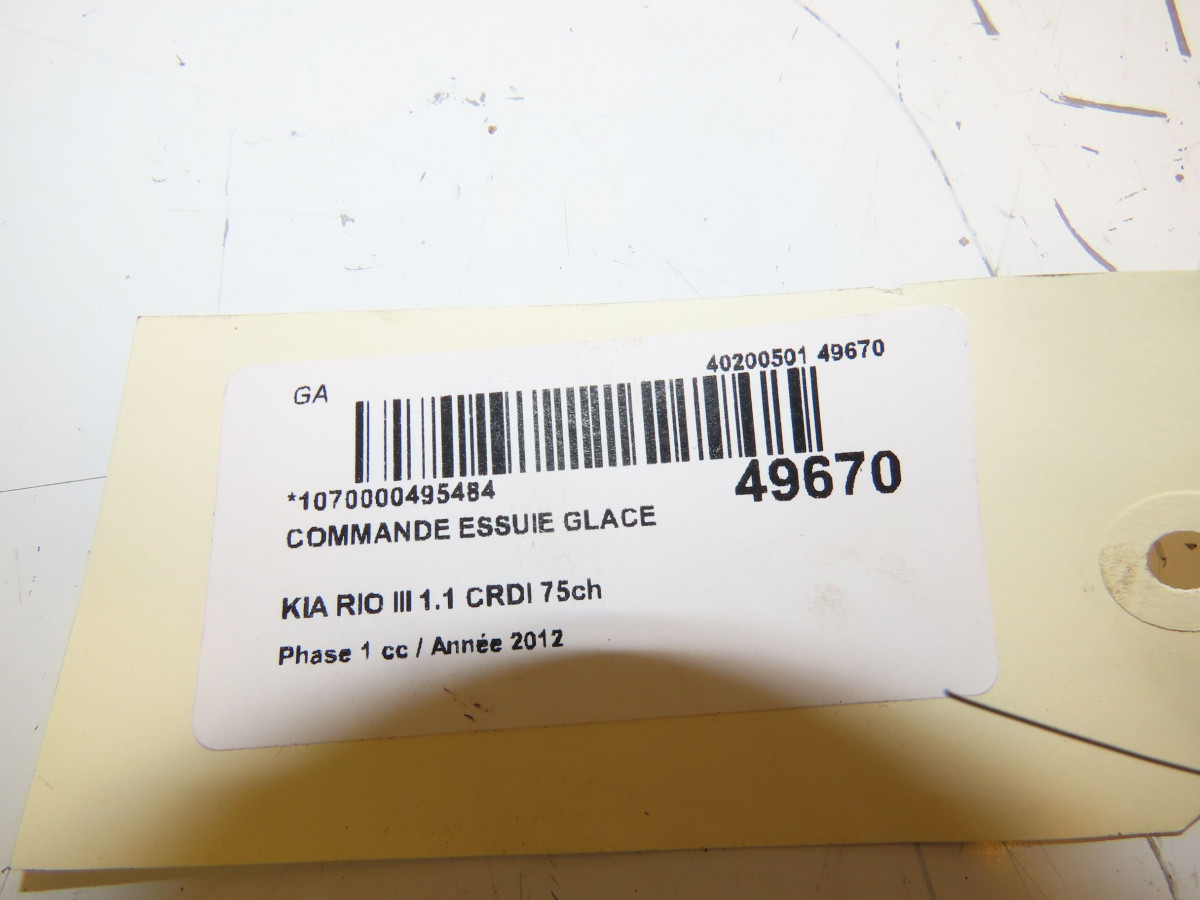 GA
40200501 49670
*1070000495484
49670
COMMANDE ESSUIE GLACE
KIA RIO III 1.1 CRDI 75ch
Phase 1 cc / Année 2012